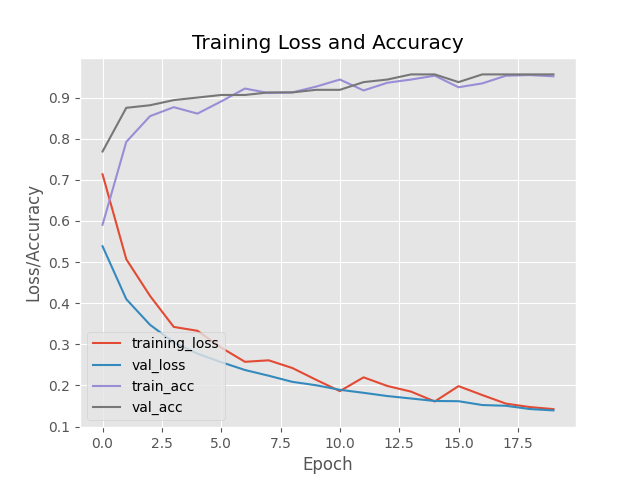 Training Loss and Accuracy
Loss/Accuracy
0.9
0.8
0.7
0.6
0.5
0.4
0.3
0.2
0.1
training_loss
val_loss
train_acc
val_acc
0.0 2.5 5.0 7.5 10.0 12.5 15.0 17.5
Epoch